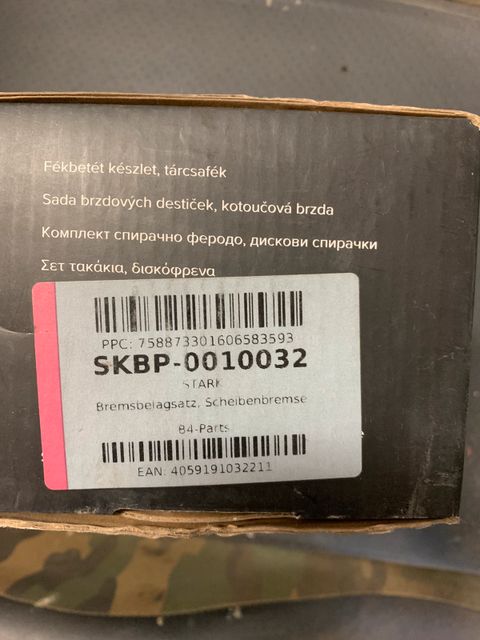 Fékbetét készlet, tárcsafék
Sada brzdových destiček, kotoučová brzda
Комплект спирачно феродо, дискови спирачки
Σετ τακάκια, δισκόφρενα
PPC: 758873301606583593
SKBP-0010032
STARK
Bremsbelagsatz, Scheibenbremse
B4-Parts
EAN: 4059191032211